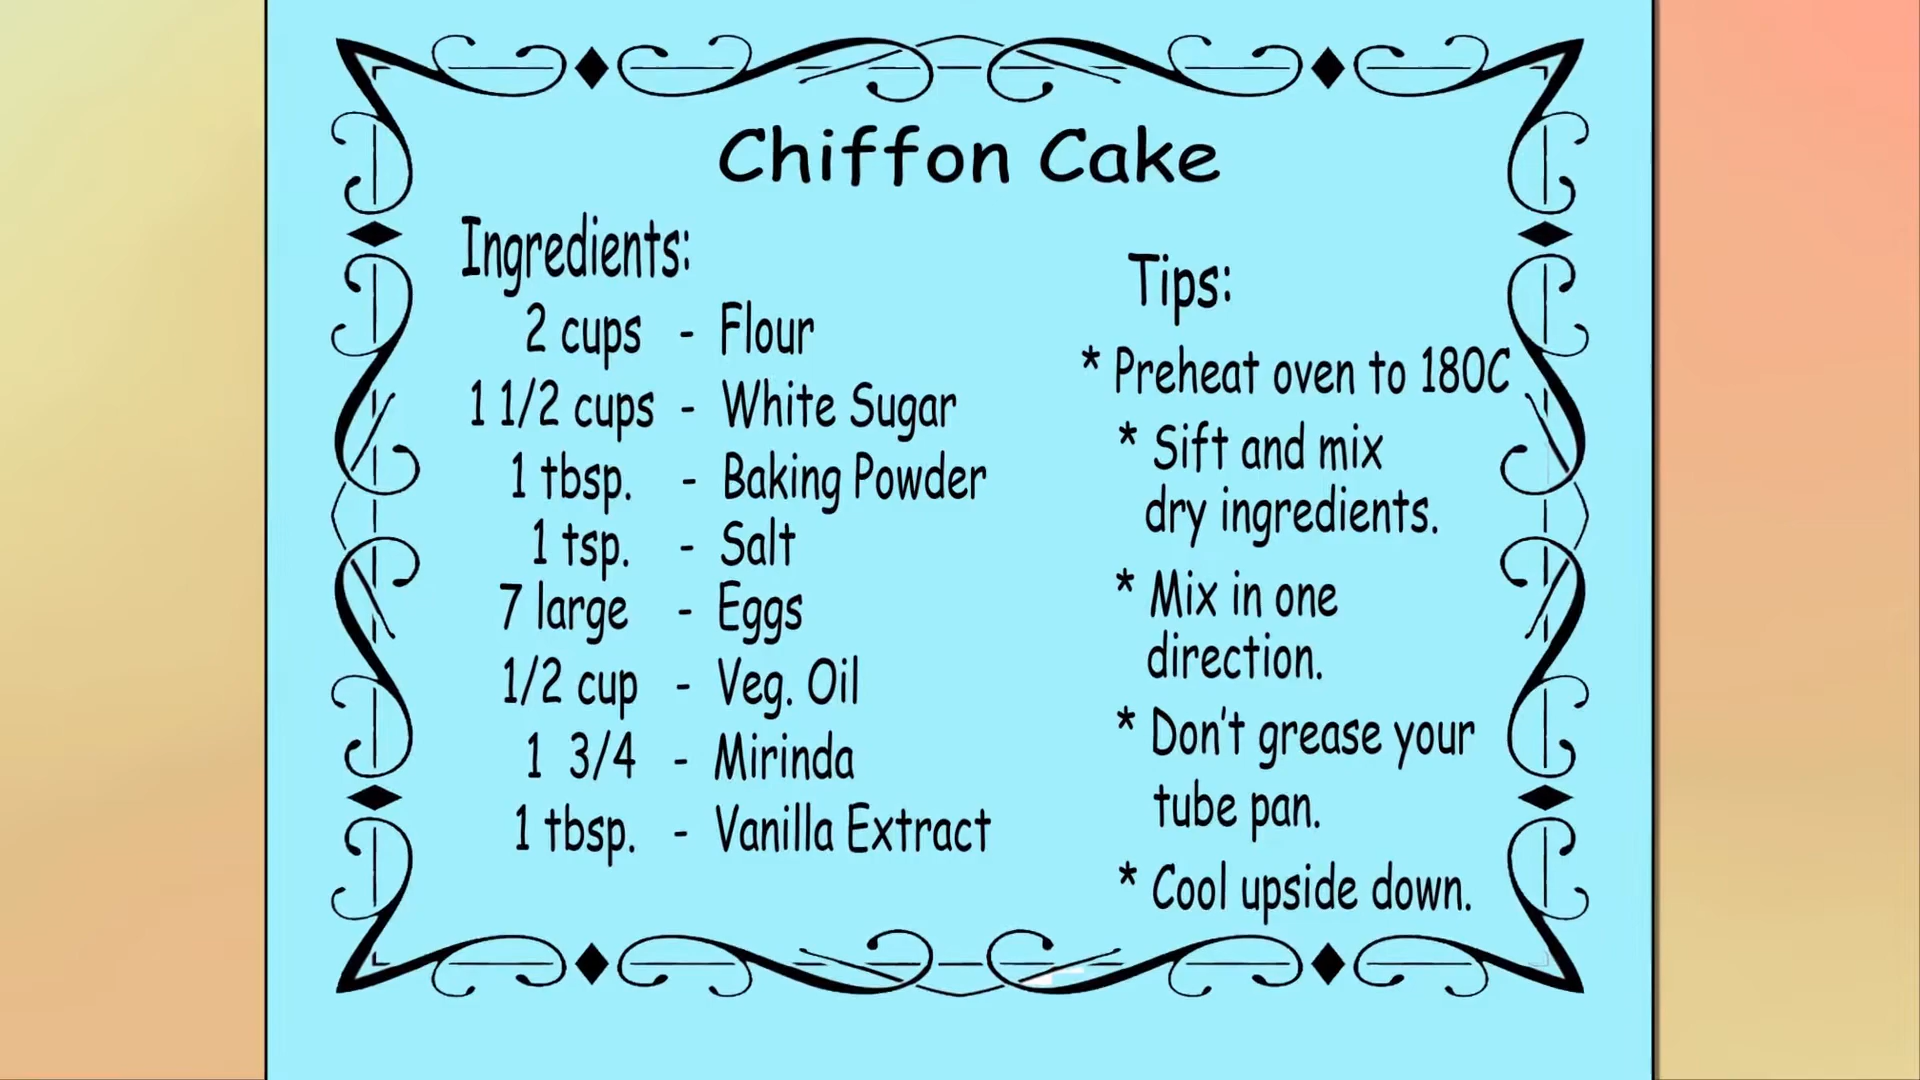 Chiffon Cake
Ingredients:
2 cups - Flour
1 1/2 cups - White Sugar
1 tbsp. - Baking Powder
1 tsp. - Salt
7 large - Eggs
1/2 cup - Veg. Oil
1 3/4 - Mirinda
1 tbsp. - Vanilla Extract
Tips:
* Preheat oven to 180C
* Sift and mix
dry ingredients.
* Mix in one
direction.
* Don't grease your
tube pan.
* Cool upside down.